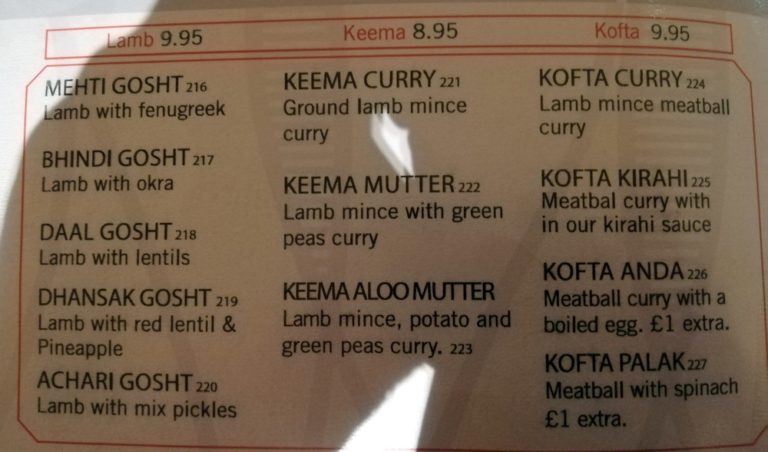 Lamb 9.95
MEHTI GOSHT 216
Lamb with fenugreek
BHINDI GOSHT 217
Lamb with okra
DAAL GOSHT 218
Lamb with lentils
DHANSAK GOSHT 219
Lamb with red lentil &
Pineapple
ACHARI GOSHT 220
Lamb with mix pickles
Keema 8.95
KEEMA CURRY 221
Ground lamb mince
curry
KEEMA MUTTER 222
Lamb mince with green
peas curry
KEEMA ALOO MUTTER
Lamb mince, potato and
green peas curry. 223
Kofta 9.95
KOFTA CURRY 224
Lamb mince meatball
curry
KOFTA KIRAHI 225
Meatbal curry with
in our kirahi sauce
KOFTA ANDA 226
Meatball curry with a
boiled egg. £1 extra.
KOFTA PALAK 227
Meatball with spinach
£1 extra.